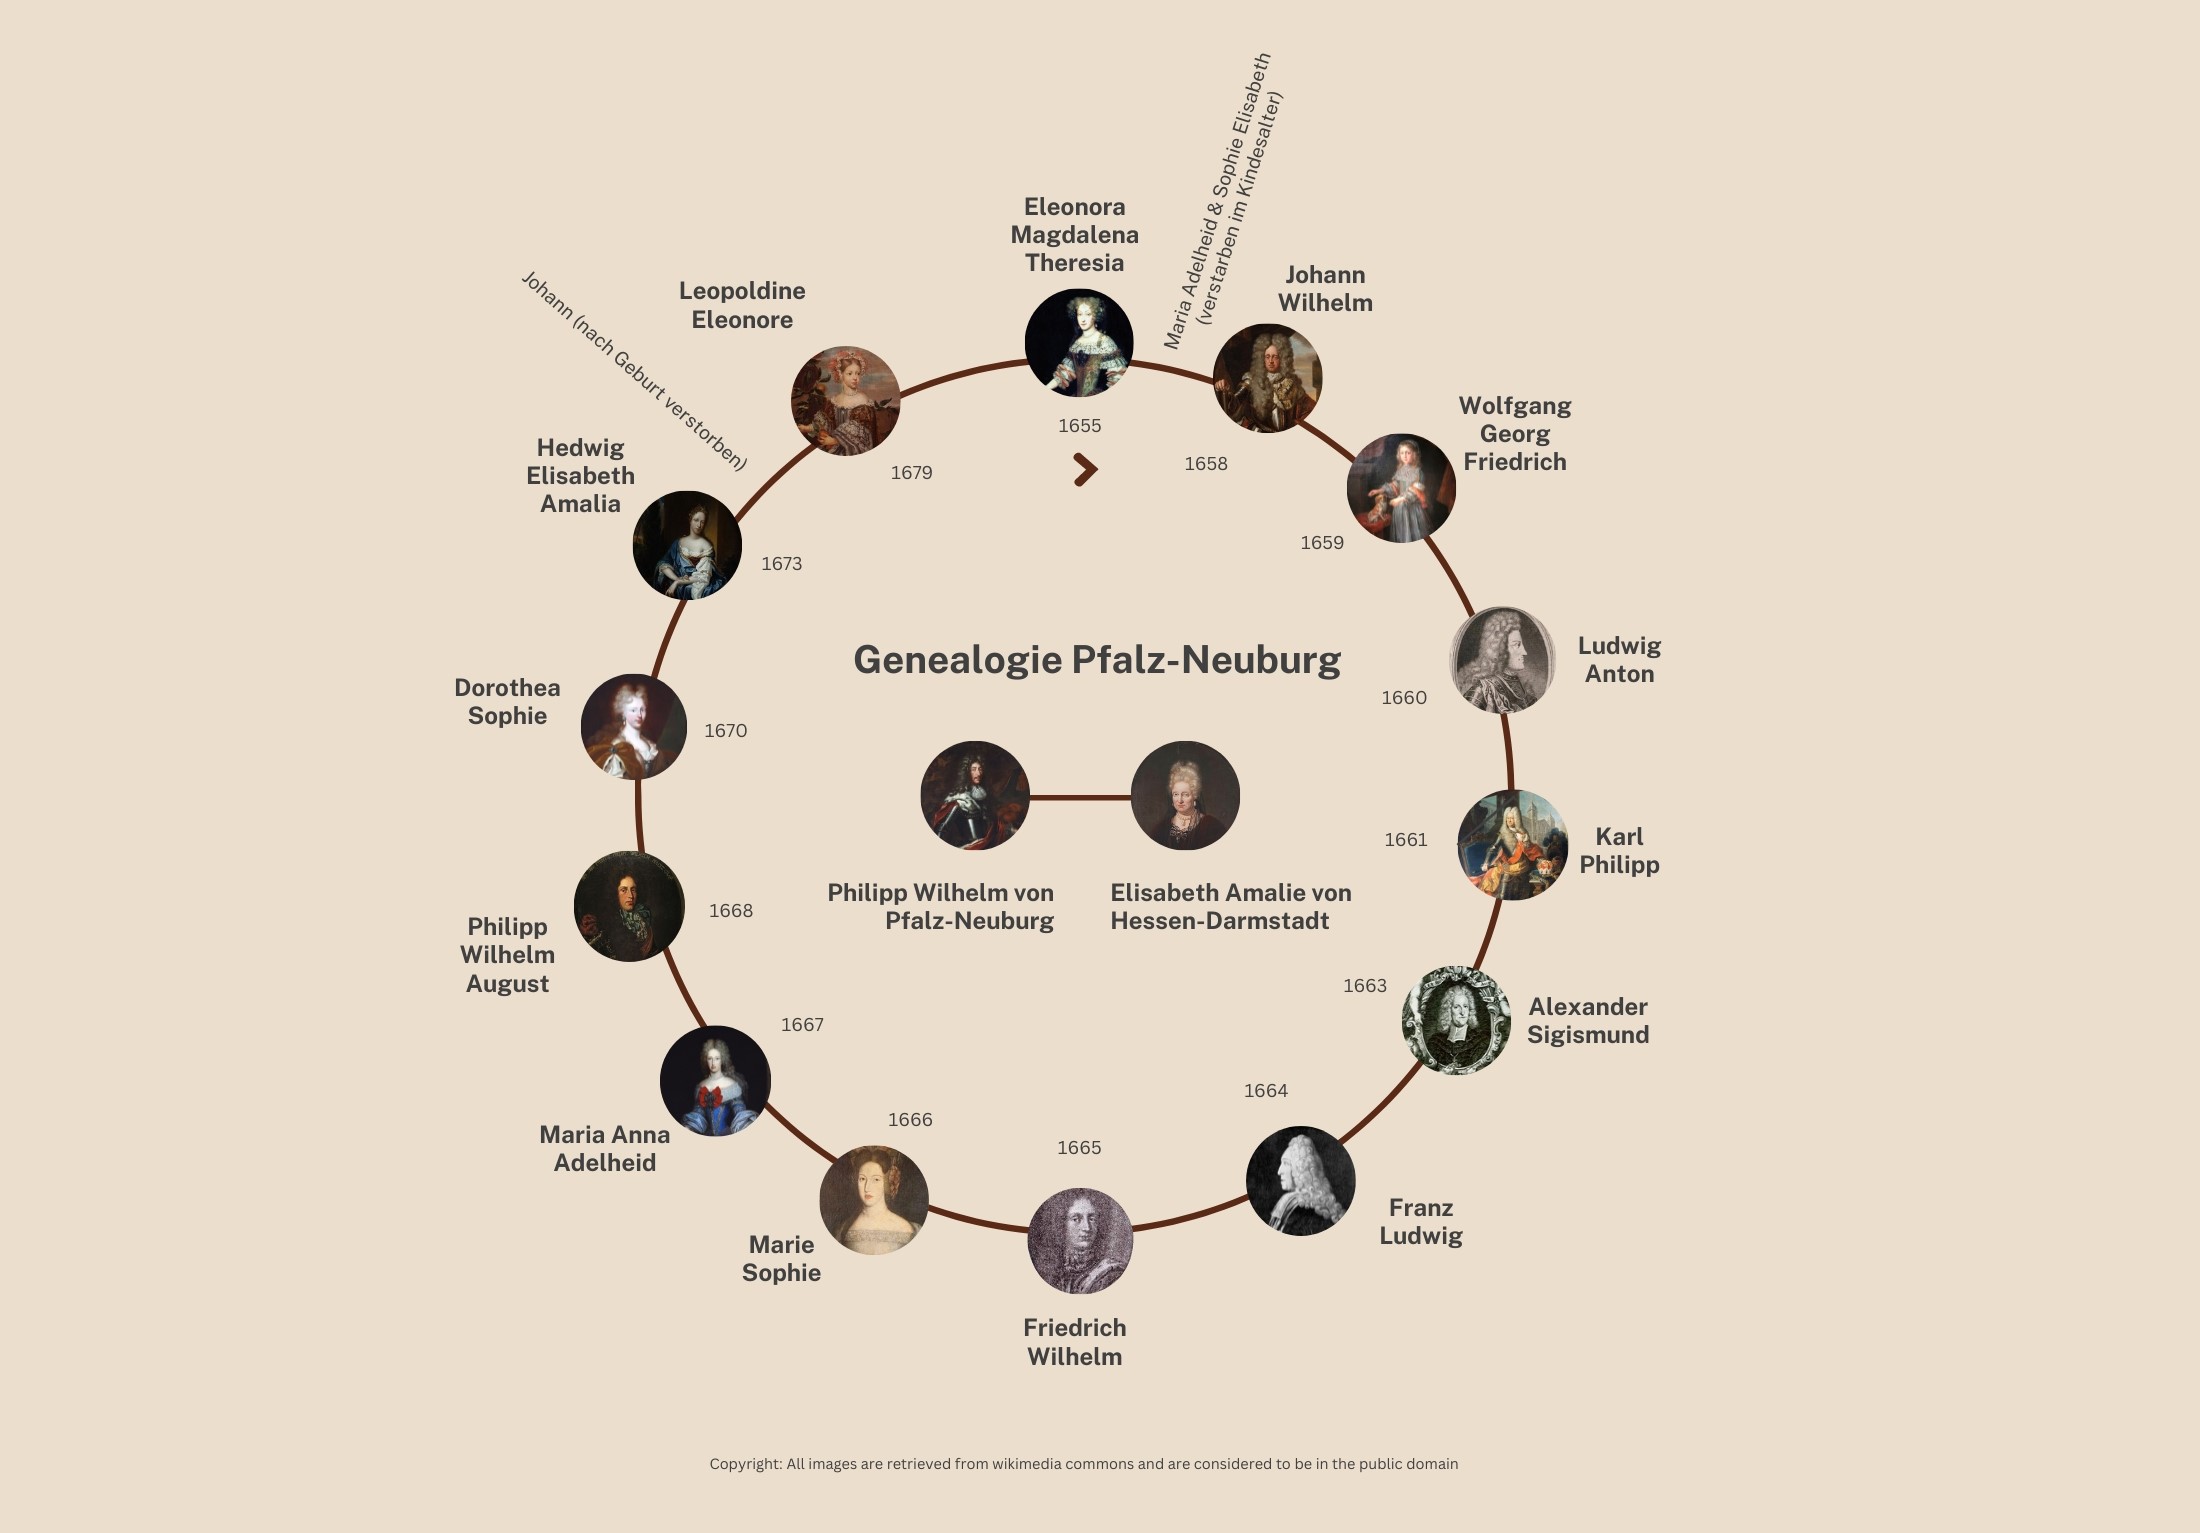 Maria Adelheid & Sophie Elisabeth
(verstarben im Kindesalter)
Eleonora
Magdalena
Theresia
1655
Johann
Wilhelm
1658
Wolfgang
Georg
Friedrich
1659
Ludwig
Anton
1660
Karl
Philipp
1661
Alexander
Sigismund
1663
Franz
Ludwig
1664
Friedrich
Wilhelm
1665
Marie
Sophie
1666
Maria Anna
Adelheid
1667
Philipp
Wilhelm
August
1668
Dorothea
Sophie
1670
Hedwig
Elisabeth
Amalia
1673
Johann (nach Geburt verstorben)
Leopoldine
Eleonore
1679
Genealogie Pfalz-Neuburg
Philipp Wilhelm von
Pfalz-Neuburg
Elisabeth Amalie von
Hessen-Darmstadt
Copyright: All images are retrieved from wikimedia commons and are considered to be in the public domain